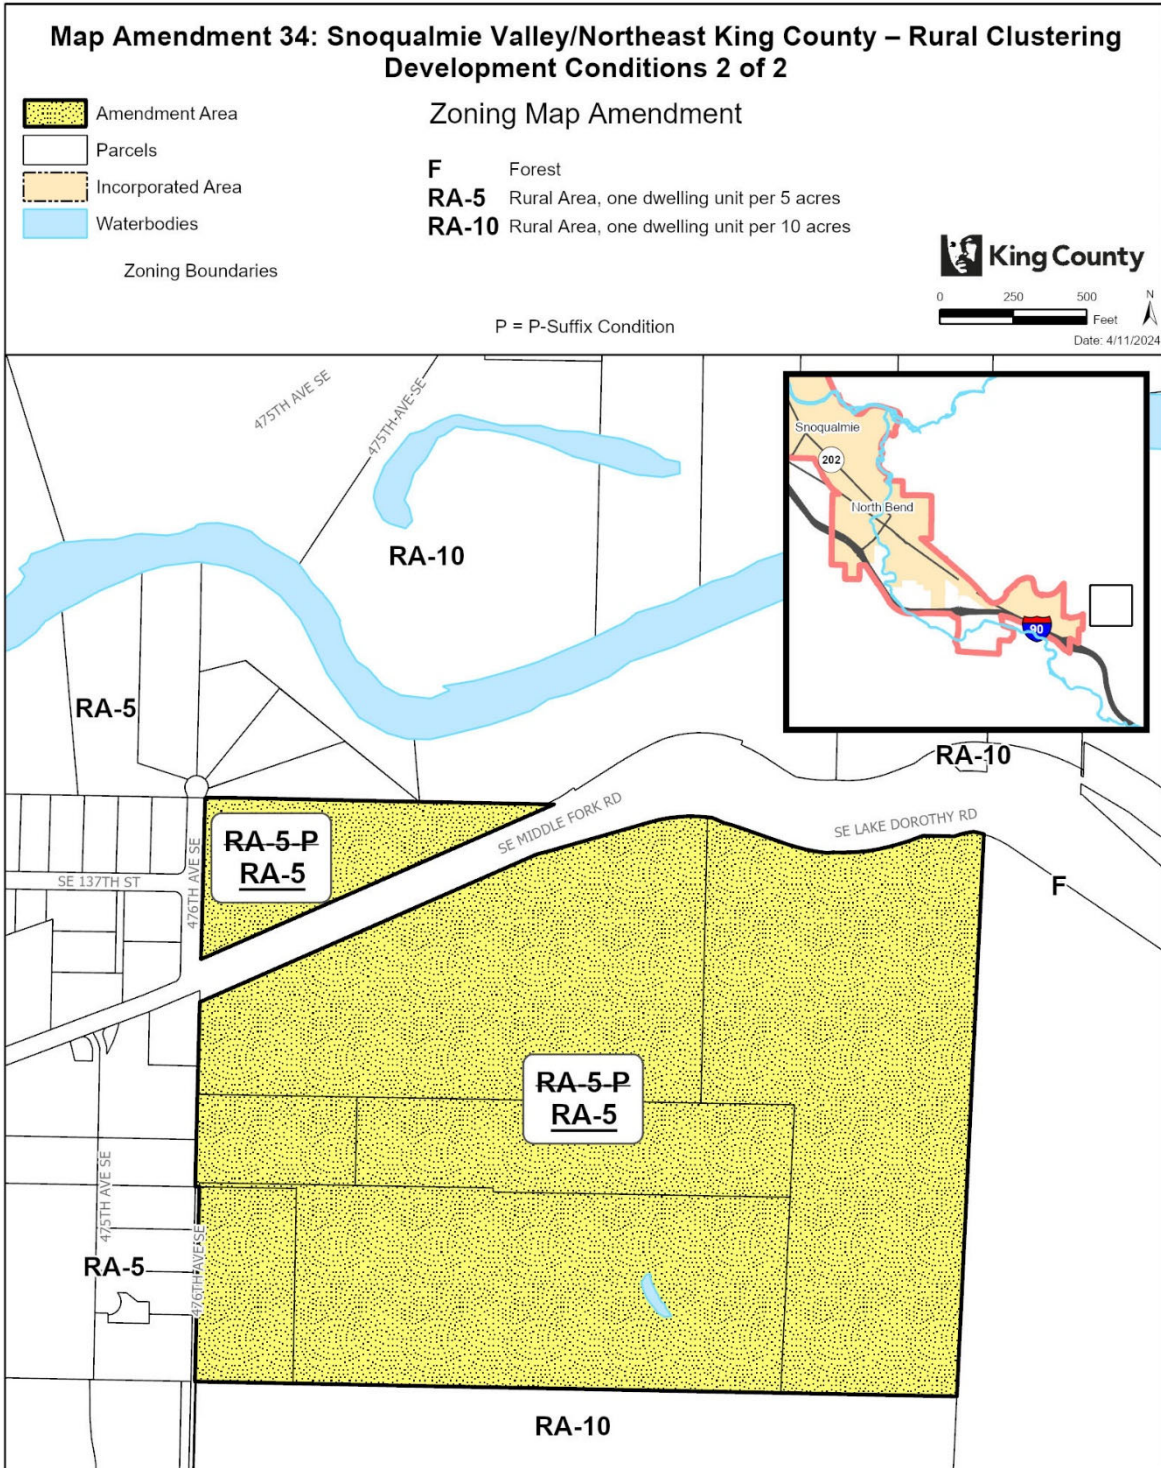 Map Amendment 34: Snoqualmie Valley/Northeast King County – Rural Clustering
Development Conditions 2 of 2
Amendment Area
Parcels
Incorporated Area
Waterbodies
Zoning Boundaries
Zoning Map Amendment
F Forest
RA-5 Rural Area, one dwelling unit per 5 acres
RA-10 Rural Area, one dwelling unit per 10 acres
P = P-Suffix Condition
King County
0 250 500
Feet
N
Date: 4/11/2024
475TH AVE SE
475TH AVE SE
Snoqualmie
202
North Bend
90
RA-10
RA-5
RA-10
RA-5-P
RA-5
SE MIDDLE FORK RD
SE LAKE DOROTHY RD
476TH AVE SE
SE 137TH ST
F
RA-5-P
RA-5
475TH AVE SE
476TH AVE SE
RA-5
RA-10